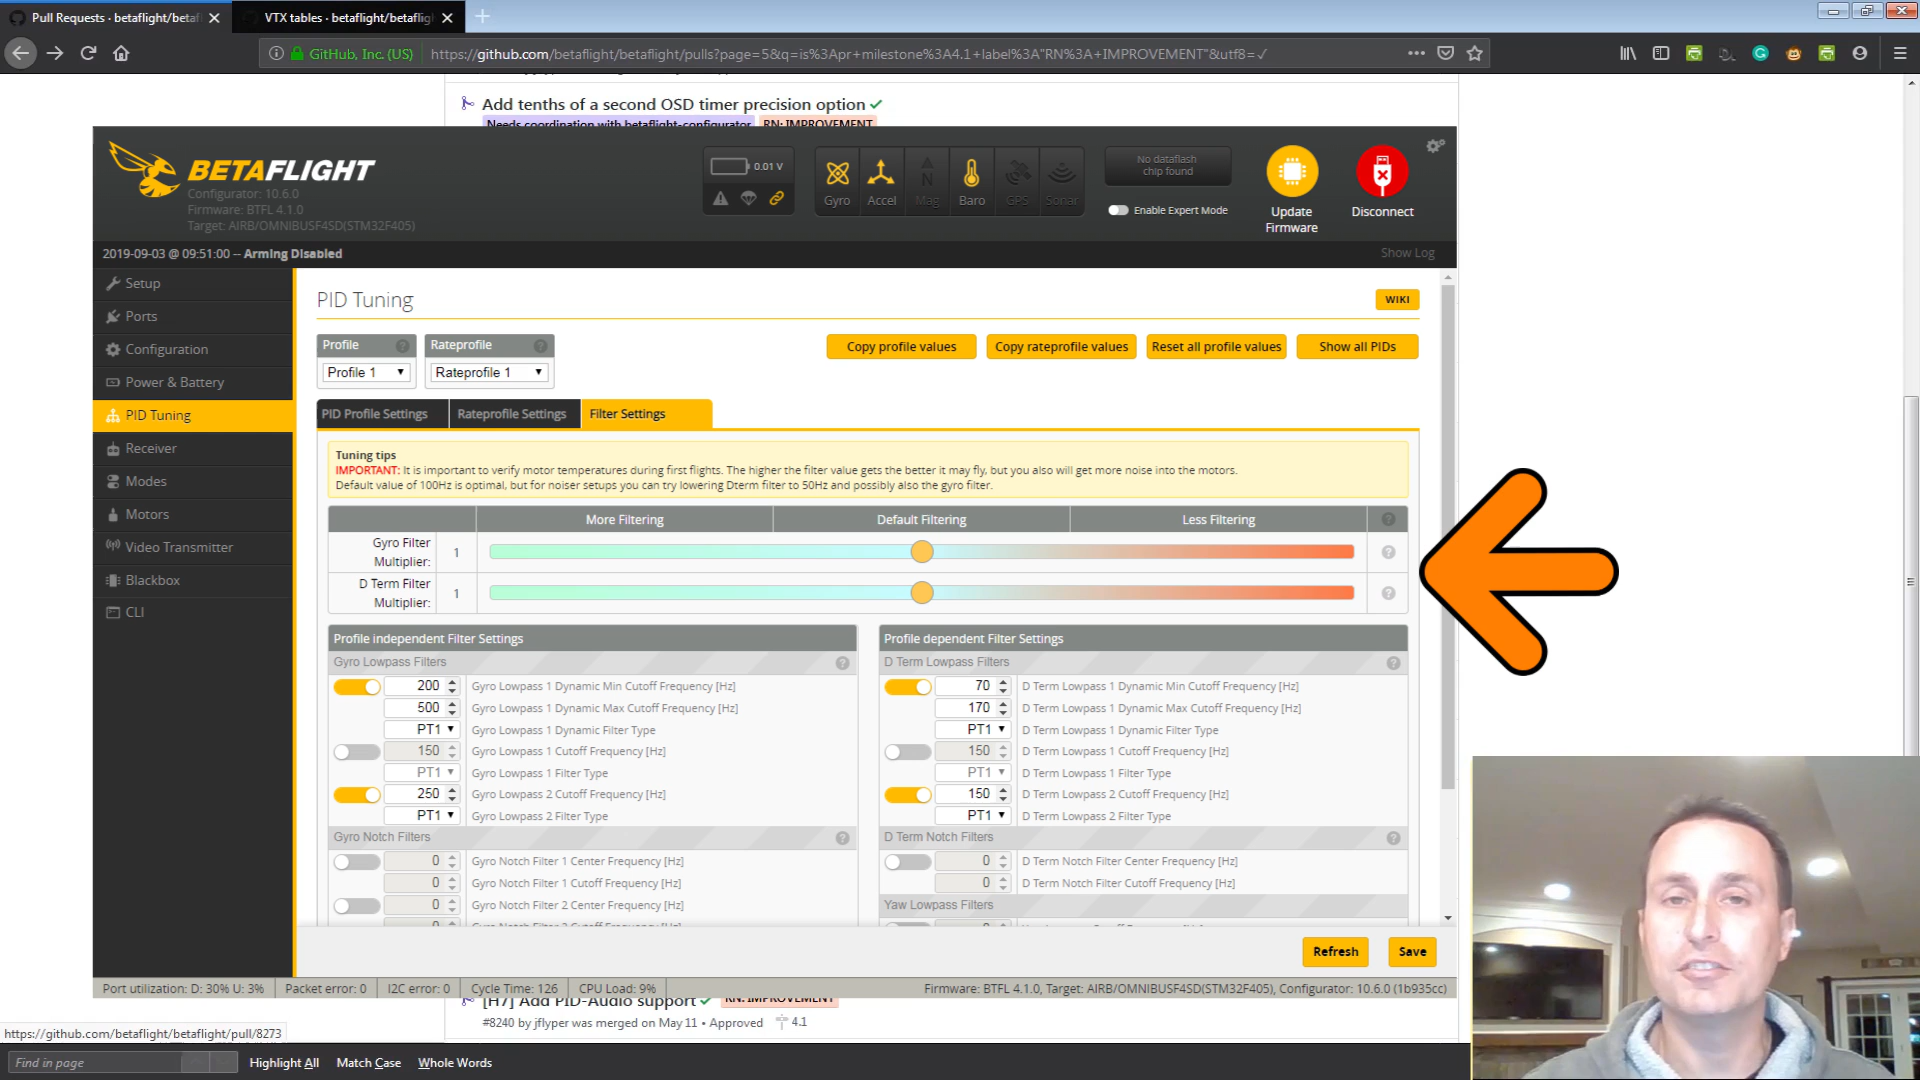 Pull Requests · betaflight/betaf
VTX tables · betaflight/betaflig
GitHub, Inc. (US)
https://github.com/betaflight/betaflight/pulls?page=5&q=is%3Apr+milestone%3A4.1+label%3A"RN%3A+IMPROVEMENT"&utf8=✓
Add tenths of a second OSD timer precision option
Needs coordination with betaflight-configurator
RN: IMPROVEMENT
BETAFLIGHT
Configurator: 10.6.0
Firmware: BTFL 4.1.0
Target: AIRB/OMNIBUSF4SD(STM32F405)
0.01 V
Gyro
Accel
Mag
Baro
GPS
Sonar
No dataflash
chip found
Enable Expert Mode
Update
Firmware
Disconnect
2019-09-03 @ 09:51:00 -- Arming Disabled
Show Log
Setup
Ports
Configuration
Power & Battery
PID Tuning
Receiver
Modes
Motors
Video Transmitter
Blackbox
CLI
PID Tuning
WIKI
Profile
Profile 1
Rateprofile
Rateprofile 1
Copy profile values
Copy rateprofile values
Reset all profile values
Show all PIDs
PID Profile Settings
Rateprofile Settings
Filter Settings
Tuning tips
IMPORTANT: It is important to verify motor temperatures during first flights. The higher the filter value gets the better it may fly, but you also will get more noise into the motors.
Default value of 100Hz is optimal, but for noiser setups you can try lowering Dterm filter to 50Hz and possibly also the gyro filter.
More Filtering
Default Filtering
Less Filtering
Gyro Filter
Multiplier:
1
D Term Filter
Multiplier:
1
Profile independent Filter Settings
Gyro Lowpass Filters
200 Gyro Lowpass 1 Dynamic Min Cutoff Frequency [Hz]
500 Gyro Lowpass 1 Dynamic Max Cutoff Frequency [Hz]
PT1 Gyro Lowpass 1 Dynamic Filter Type
150 Gyro Lowpass 1 Cutoff Frequency [Hz]
PT1 Gyro Lowpass 1 Filter Type
250 Gyro Lowpass 2 Cutoff Frequency [Hz]
PT1 Gyro Lowpass 2 Filter Type
Gyro Notch Filters
0 Gyro Notch Filter 1 Center Frequency [Hz]
0 Gyro Notch Filter 1 Cutoff Frequency [Hz]
0 Gyro Notch Filter 2 Center Frequency [Hz]
Profile dependent Filter Settings
D Term Lowpass Filters
70 D Term Lowpass 1 Dynamic Min Cutoff Frequency [Hz]
170 D Term Lowpass 1 Dynamic Max Cutoff Frequency [Hz]
PT1 D Term Lowpass 1 Dynamic Filter Type
150 D Term Lowpass 1 Cutoff Frequency [Hz]
PT1 D Term Lowpass 1 Filter Type
150 D Term Lowpass 2 Cutoff Frequency [Hz]
PT1 D Term Lowpass 2 Filter Type
D Term Notch Filters
0 D Term Notch Filter Center Frequency [Hz]
0 D Term Notch Filter Cutoff Frequency [Hz]
Yaw Lowpass Filters
Refresh
Save
Port utilization: D: 30% U: 3%
Packet error: 0
I2C error: 0
Cycle Time: 126
CPU Load: 9%
Firmware: BTFL 4.1.0, Target: AIRB/OMNIBUSF4SD(STM32F405), Configurator: 10.6.0 (1b935cc)
[H7] Add PID-Audio support
RN: IMPROVEMENT
#8240 by jflyper was merged on May 11 • Approved 4.1
https://github.com/betaflight/betaflight/pull/8273
Find in page
Highlight All
Match Case
Whole Words